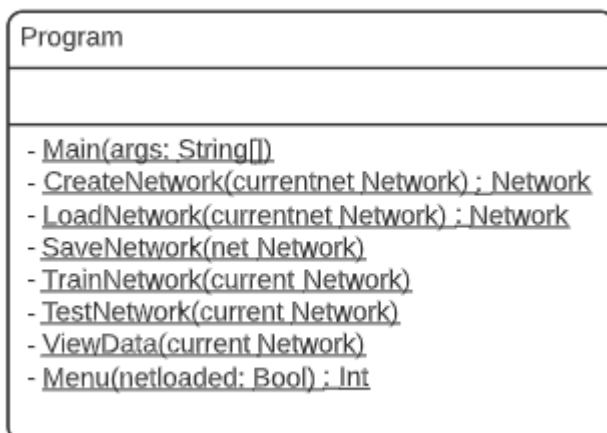 Program
- Main(args: String[])
- CreateNetwork(currentnet Network) : Network
- LoadNetwork(currentnet Network) : Network
- SaveNetwork(net Network)
- TrainNetwork(current Network)
- TestNetwork(current Network)
- ViewData(current Network)
- Menu(netloaded: Bool) : Int